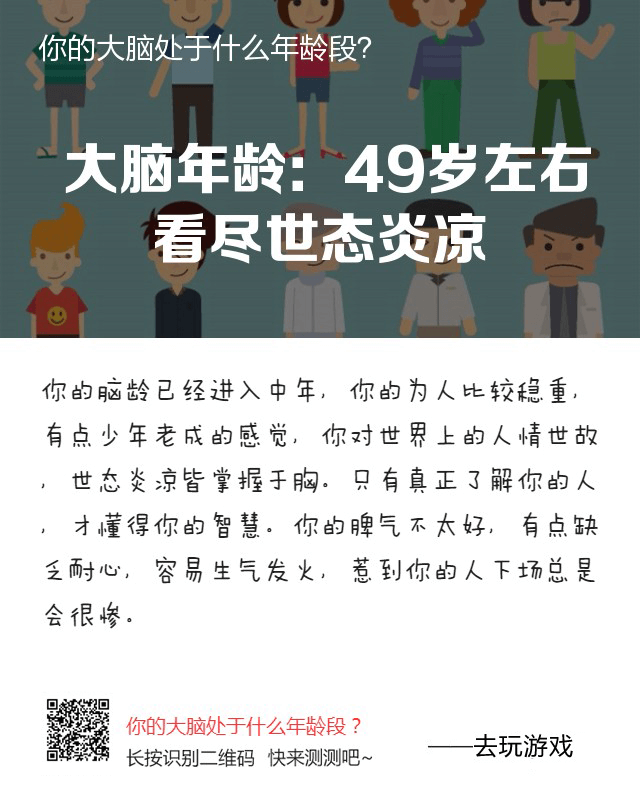 你的大脑处于什么年龄段?
大脑年龄：49岁左右
看尽世态炎凉
你的脑龄已经进入中年，你的为人比较稳重，
有点少年老成的感觉，你对世界上的人情世故
，世态炎凉皆掌握于胸。只有真正了解你的人
，才懂得你的智慧。你的脾气不太好，有点缺
乏耐心，容易生气发火，惹到你的人下场总是
会很惨。
你的大脑处于什么年龄段？
长按识别二维码 快来测测吧~
——去玩游戏